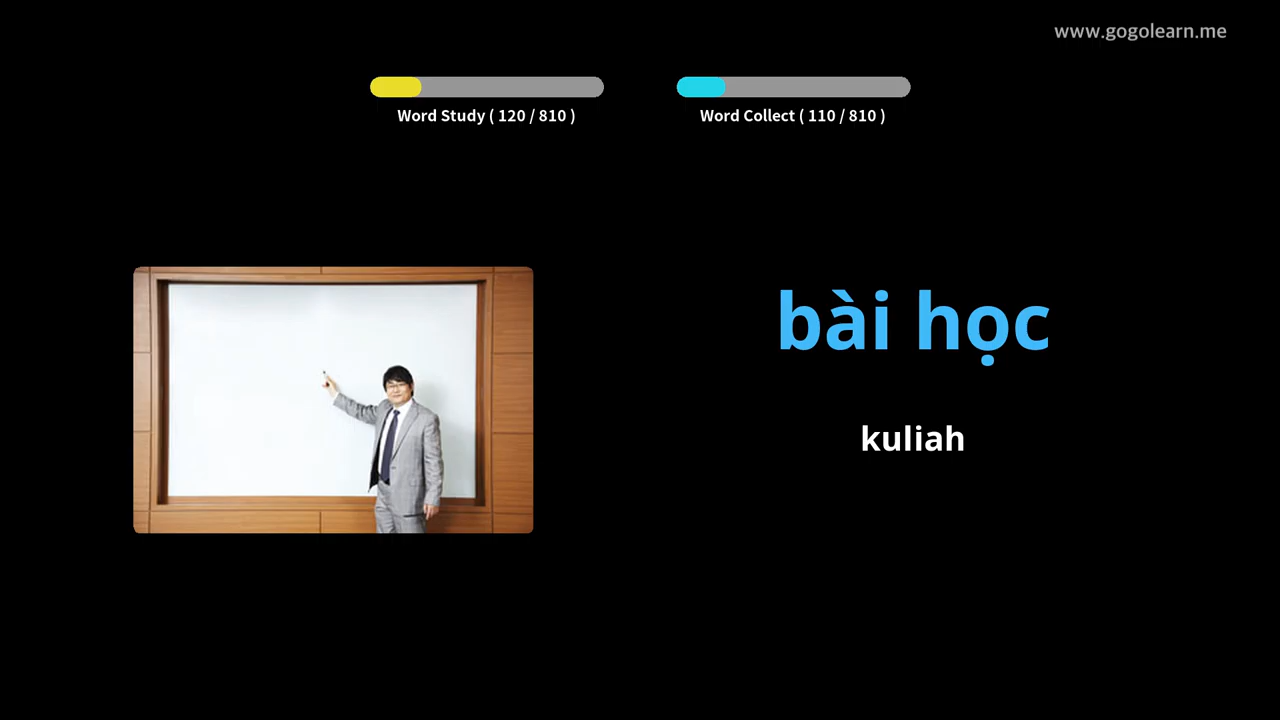 www.gogolearn.me
Word Study ( 120 / 810 )
Word Collect ( 110 / 810 )
bài học
kuliah